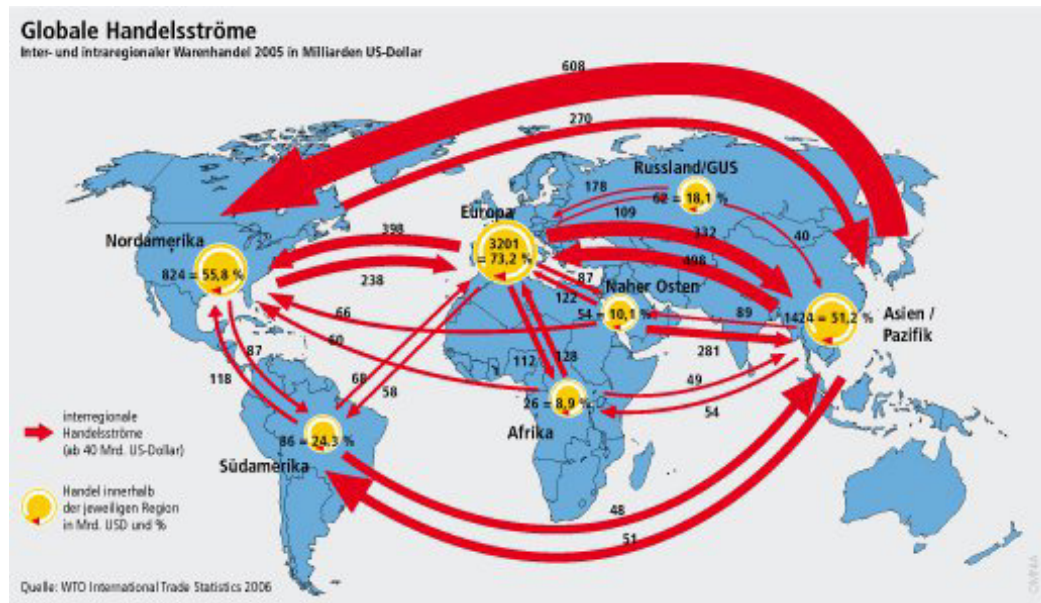 Globale Handelsströme
Inter- und intraregionaler Warenhandel 2005 in Milliarden US-Dollar
608
270
Russland/GUS
178
62 = 18,1 %
Europa
109
Nordamerika
398
3201
= 73,2 %
332
40
498
824 = 55,8 %
238
87
122
Naher Osten
66
54 = 10,1 %
89
1424 = 51,2 %
Asien /
Pazifik
60
87
112
128
281
118
68
58
49
26 = 8,9 %
54
interregionale
Handelsströme
(ab 40 Mrd. US-Dollar)
86 = 24,3 %
Afrika
Südamerika
Handel innerhalb
der jeweiligen Region
in Mrd. USD und %
48
51
Quelle: WTO International Trade Statistics 2006